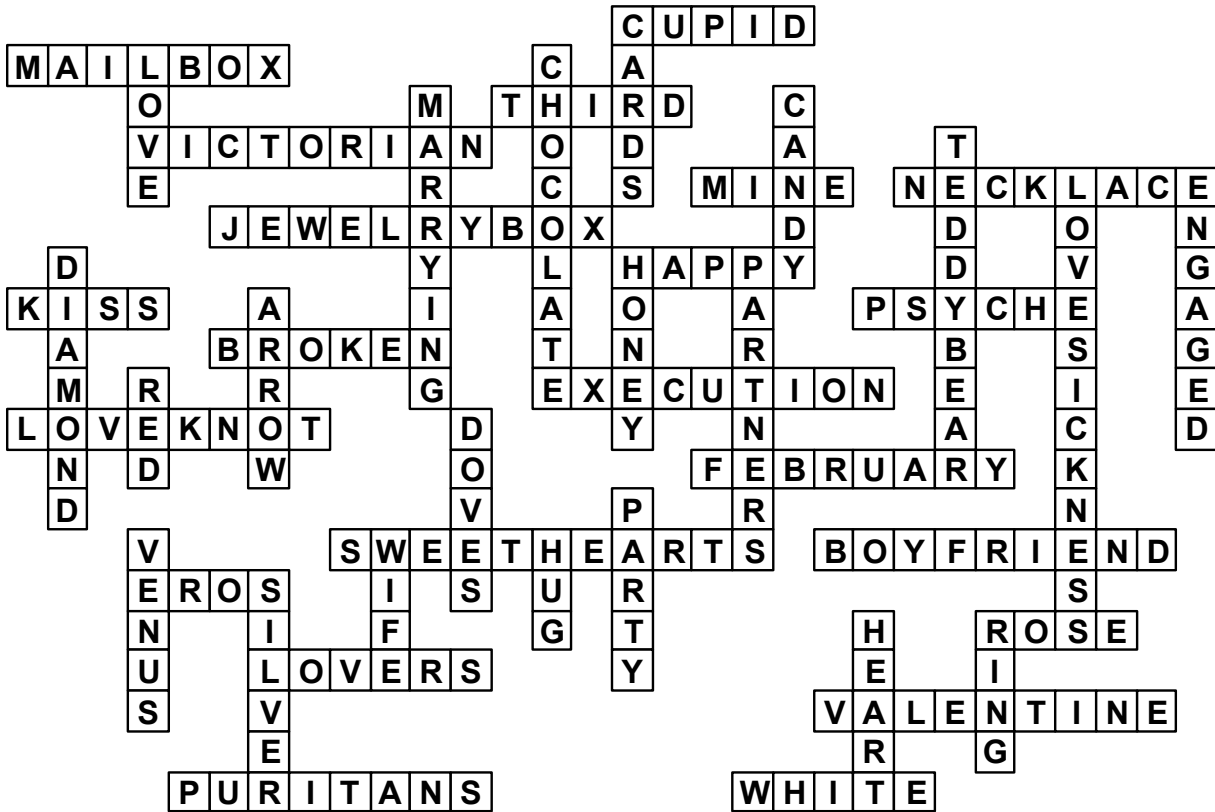 CUPID
CARDS
MAILBOX
LOVE
CHOCOLATE
MARRYING
THIRD
CANDY
VICTORIAN
TEDDYBEAR
MINE
NECKLACE
LOVESICKNESS
ENGAGED
JEWELRYBOX
DIAMOND
HAPPY
HONEY
PARTNERS
KISS
ARROW
PSYCHE
BROKEN
RED
EXECUTION
LOVEKNOT
DOVES
FEBRUARY
PARTY
VENUS
SWEETHEARTS
WIFE
HUG
BOYFRIEND
EROS
SILVER
HEART
ROSE
RING
LOVERS
VALENTINE
PURITANS
WHITE